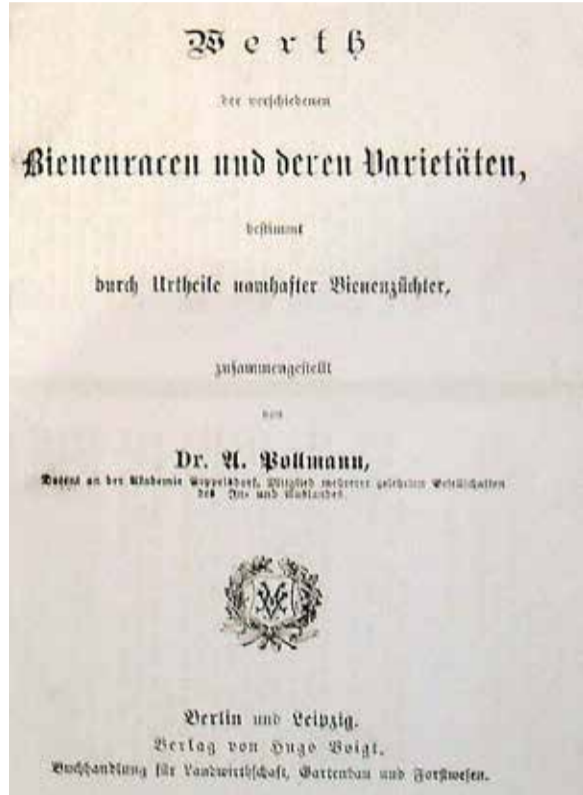 Werth
der verschiedenen
Bienenracen und deren Varietäten,
bestimmt
durch Urtheile namhafter Bienenzüchter,
zusammengestellt
von
Dr. A. Pollmann,
Docent an der Akademie Poppelsdorf, Mitglied mehrerer gelehrten Gesellschaften
des In- und Auslandes.
Berlin und Leipzig.
Verlag von Hugo Voigt.
Buchhandlung für Landwirthschaft, Gartenbau und Forstwesen.